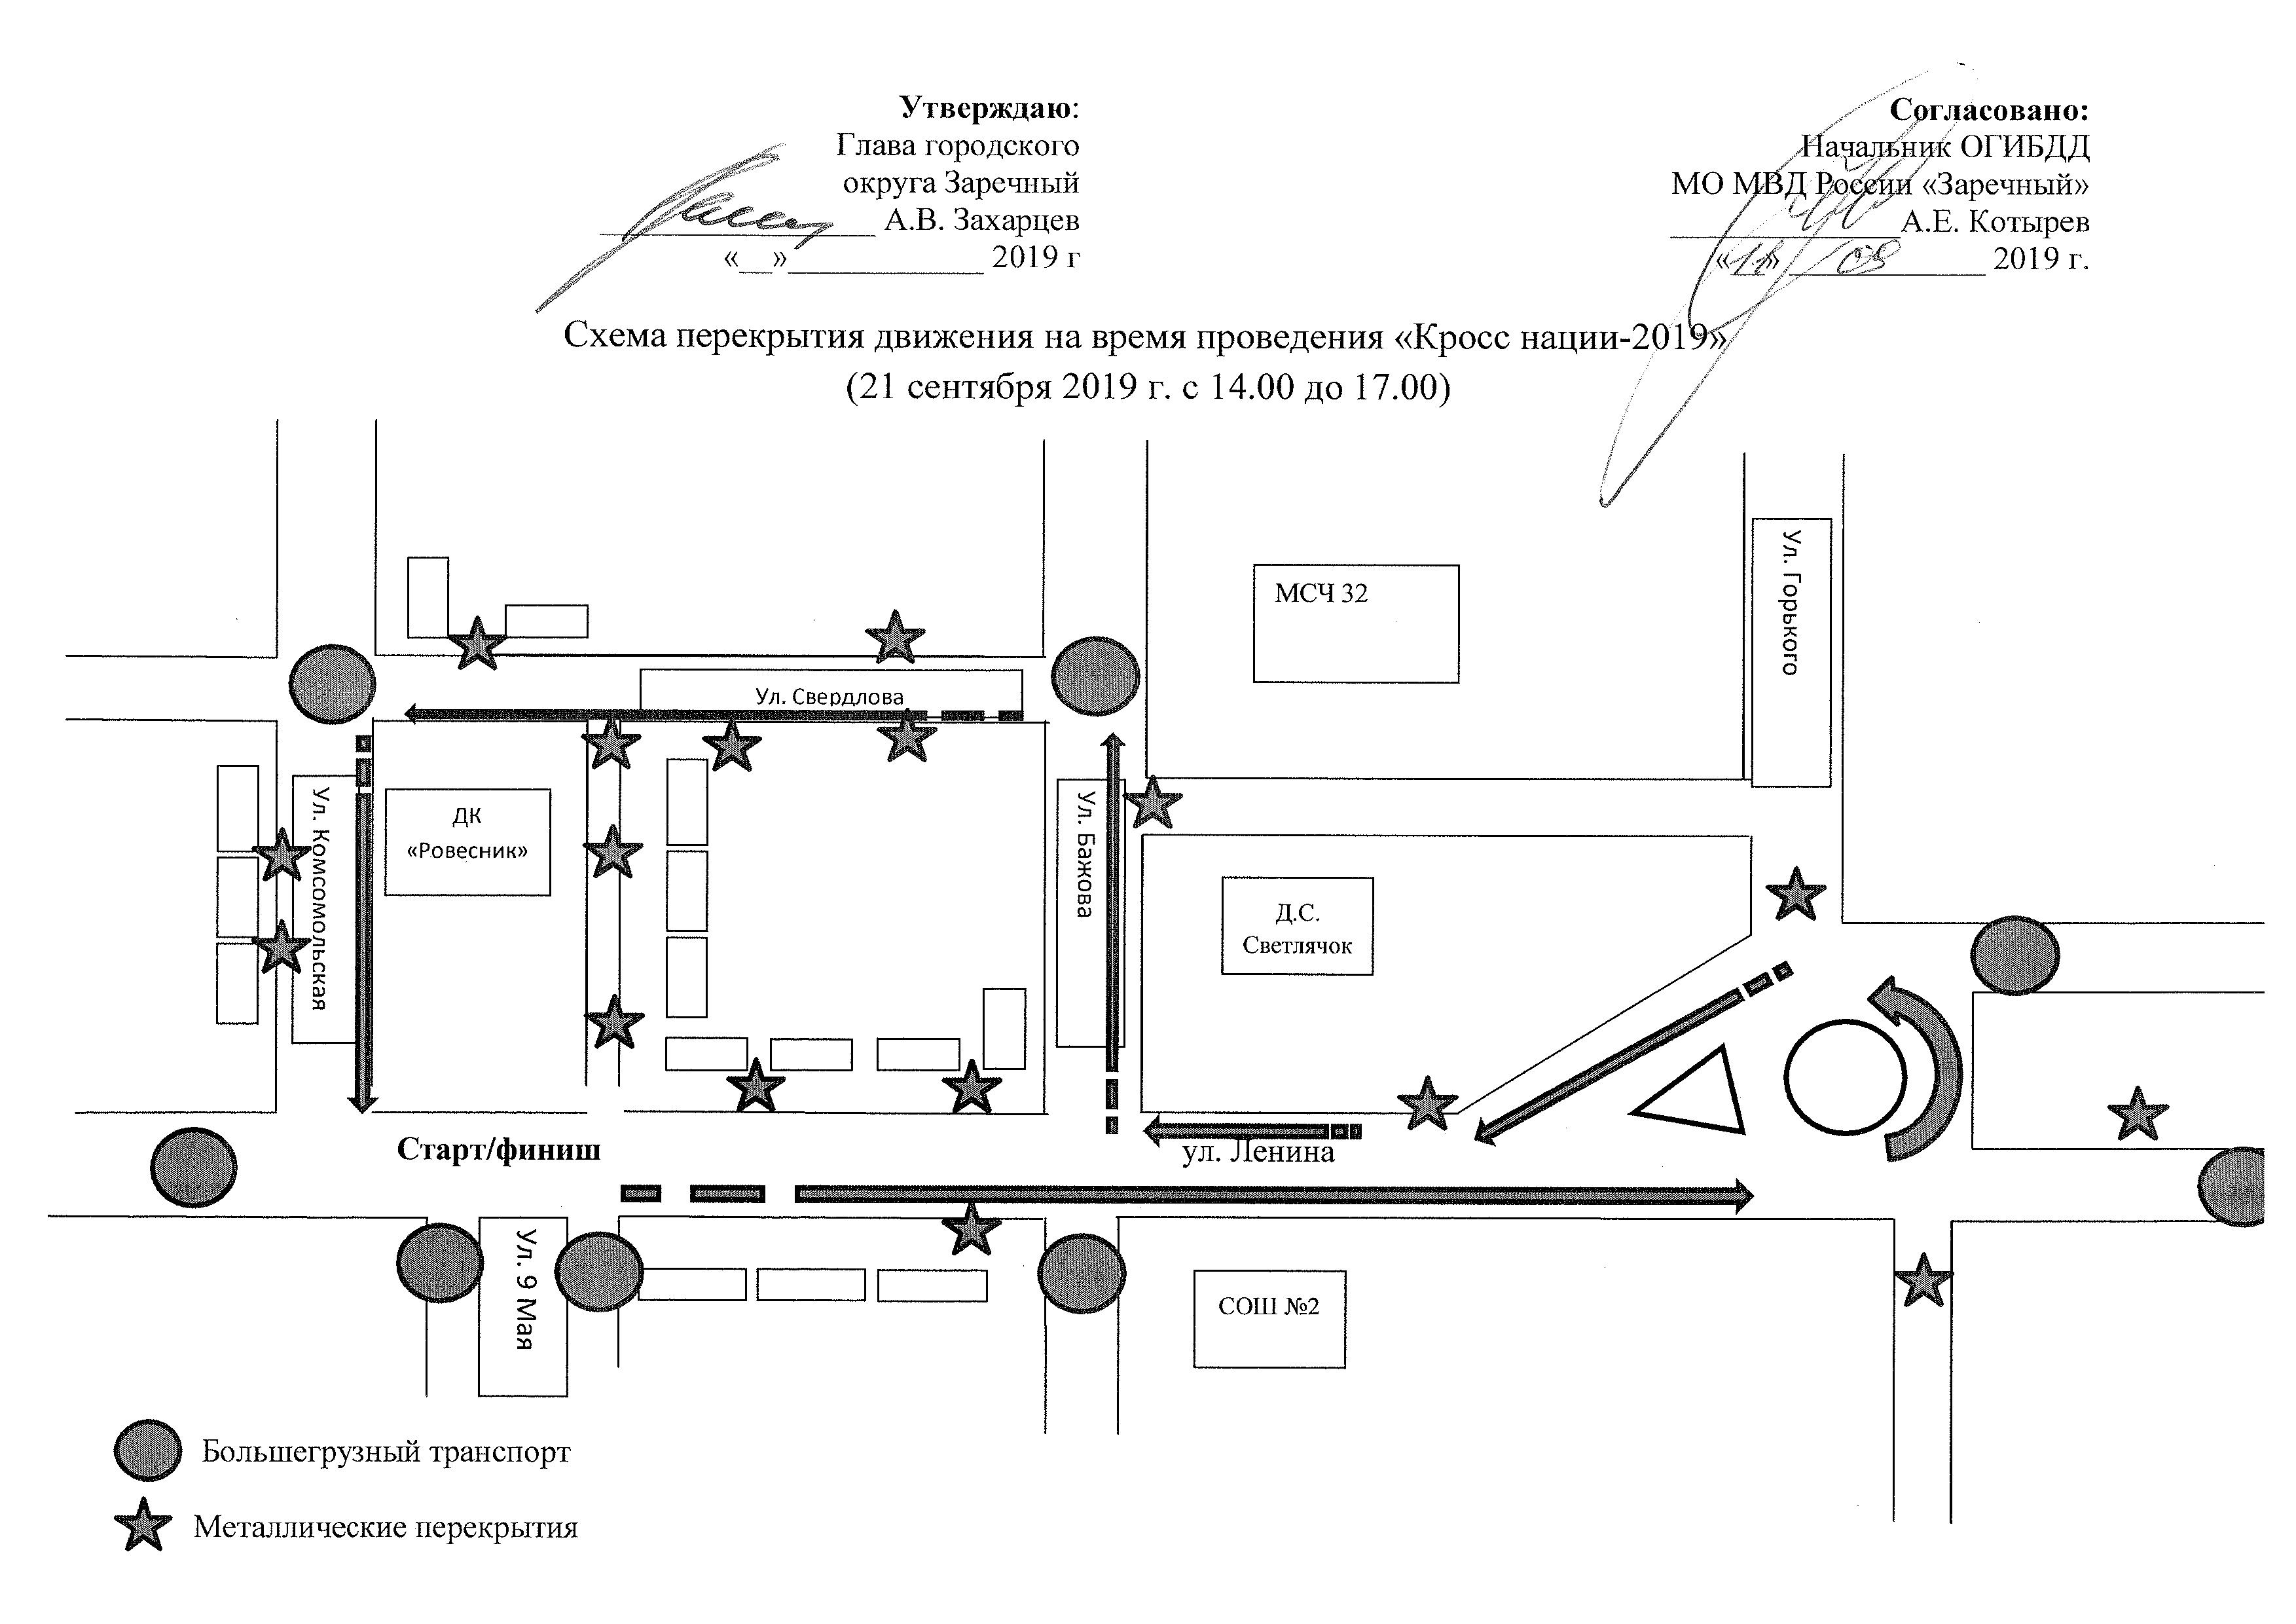 Утверждаю:
Глава городского
округа Заречный
А.В. Захарцев
«__»____________ 2019 г
Согласовано:
Начальник ОГИБДД
МО МВД России «Заречный»
А.Е. Котырев
«11» 09 2019 г.
Схема перекрытия движения на время проведения «Кросс нации-2019»
(21 сентября 2019 г. с 14.00 до 17.00)
МСЧ 32
Ул. Горького
Ул. Свердлова
Ул. Комсомольская
ДК
«Ровесник»
Ул. Бажова
Д.С.
Светлячок
Старт/финиш
ул. Ленина
Ул. 9 Мая
СОШ №2
Большегрузный транспорт
Металлические перекрытия